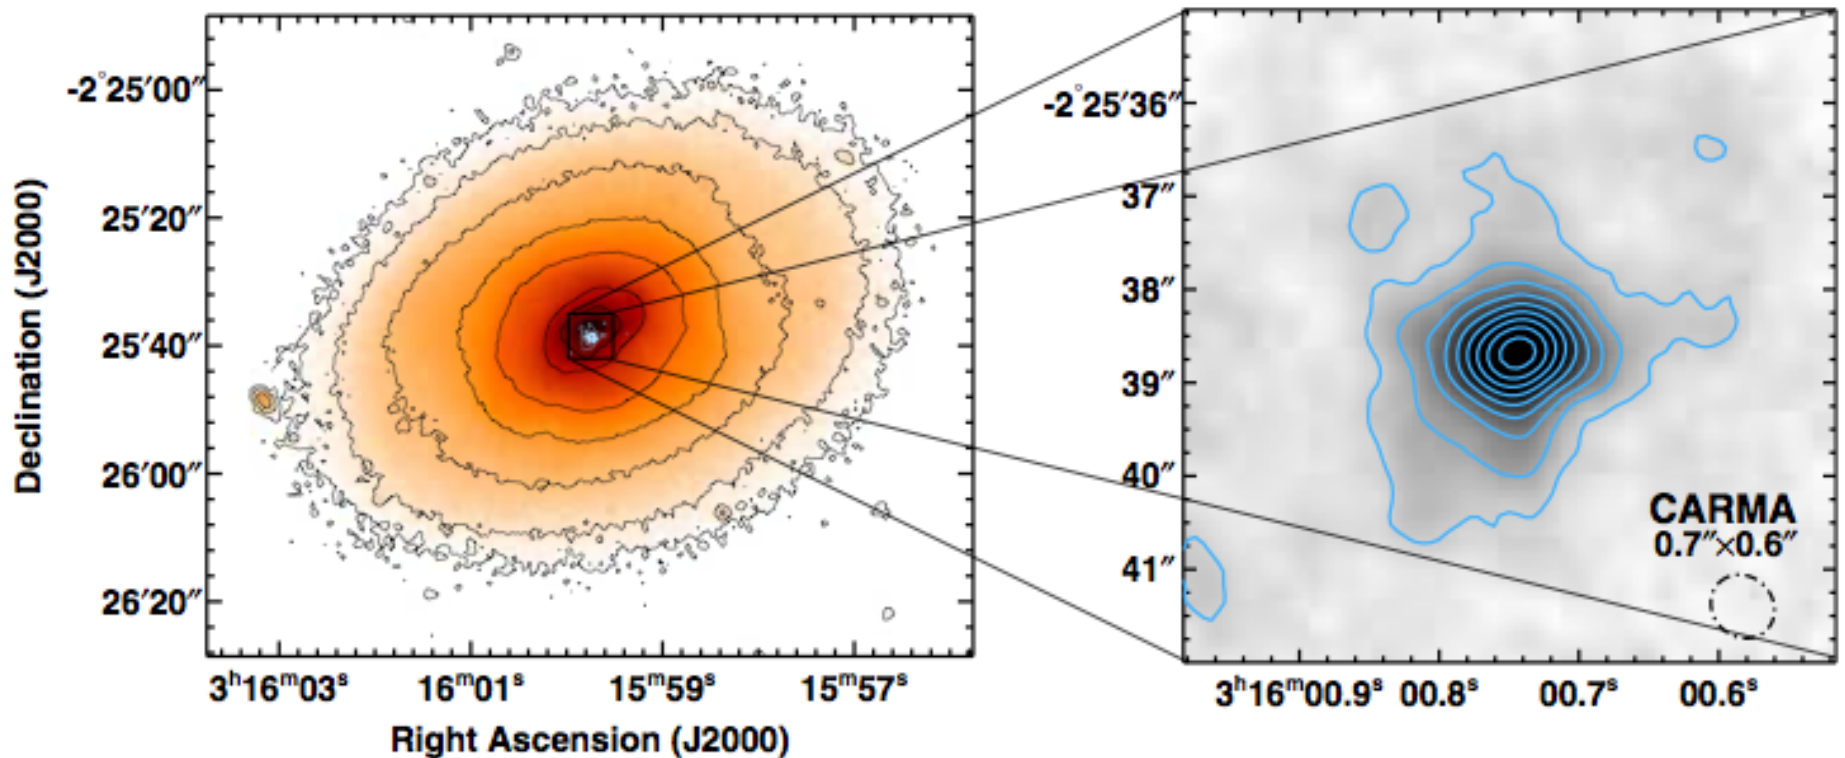 Declination (J2000)
-2°25′00″
25′20″
25′40″
26′00″
26′20″
3ʰ16ᵐ03ˢ 16ᵐ01ˢ 15ᵐ59ˢ 15ᵐ57ˢ
Right Ascension (J2000)
-2°25′36″
37″
38″
39″
40″
41″
CARMA
0.7″×0.6″
3ʰ16ᵐ00.9ˢ 00.8ˢ 00.7ˢ 00.6ˢ